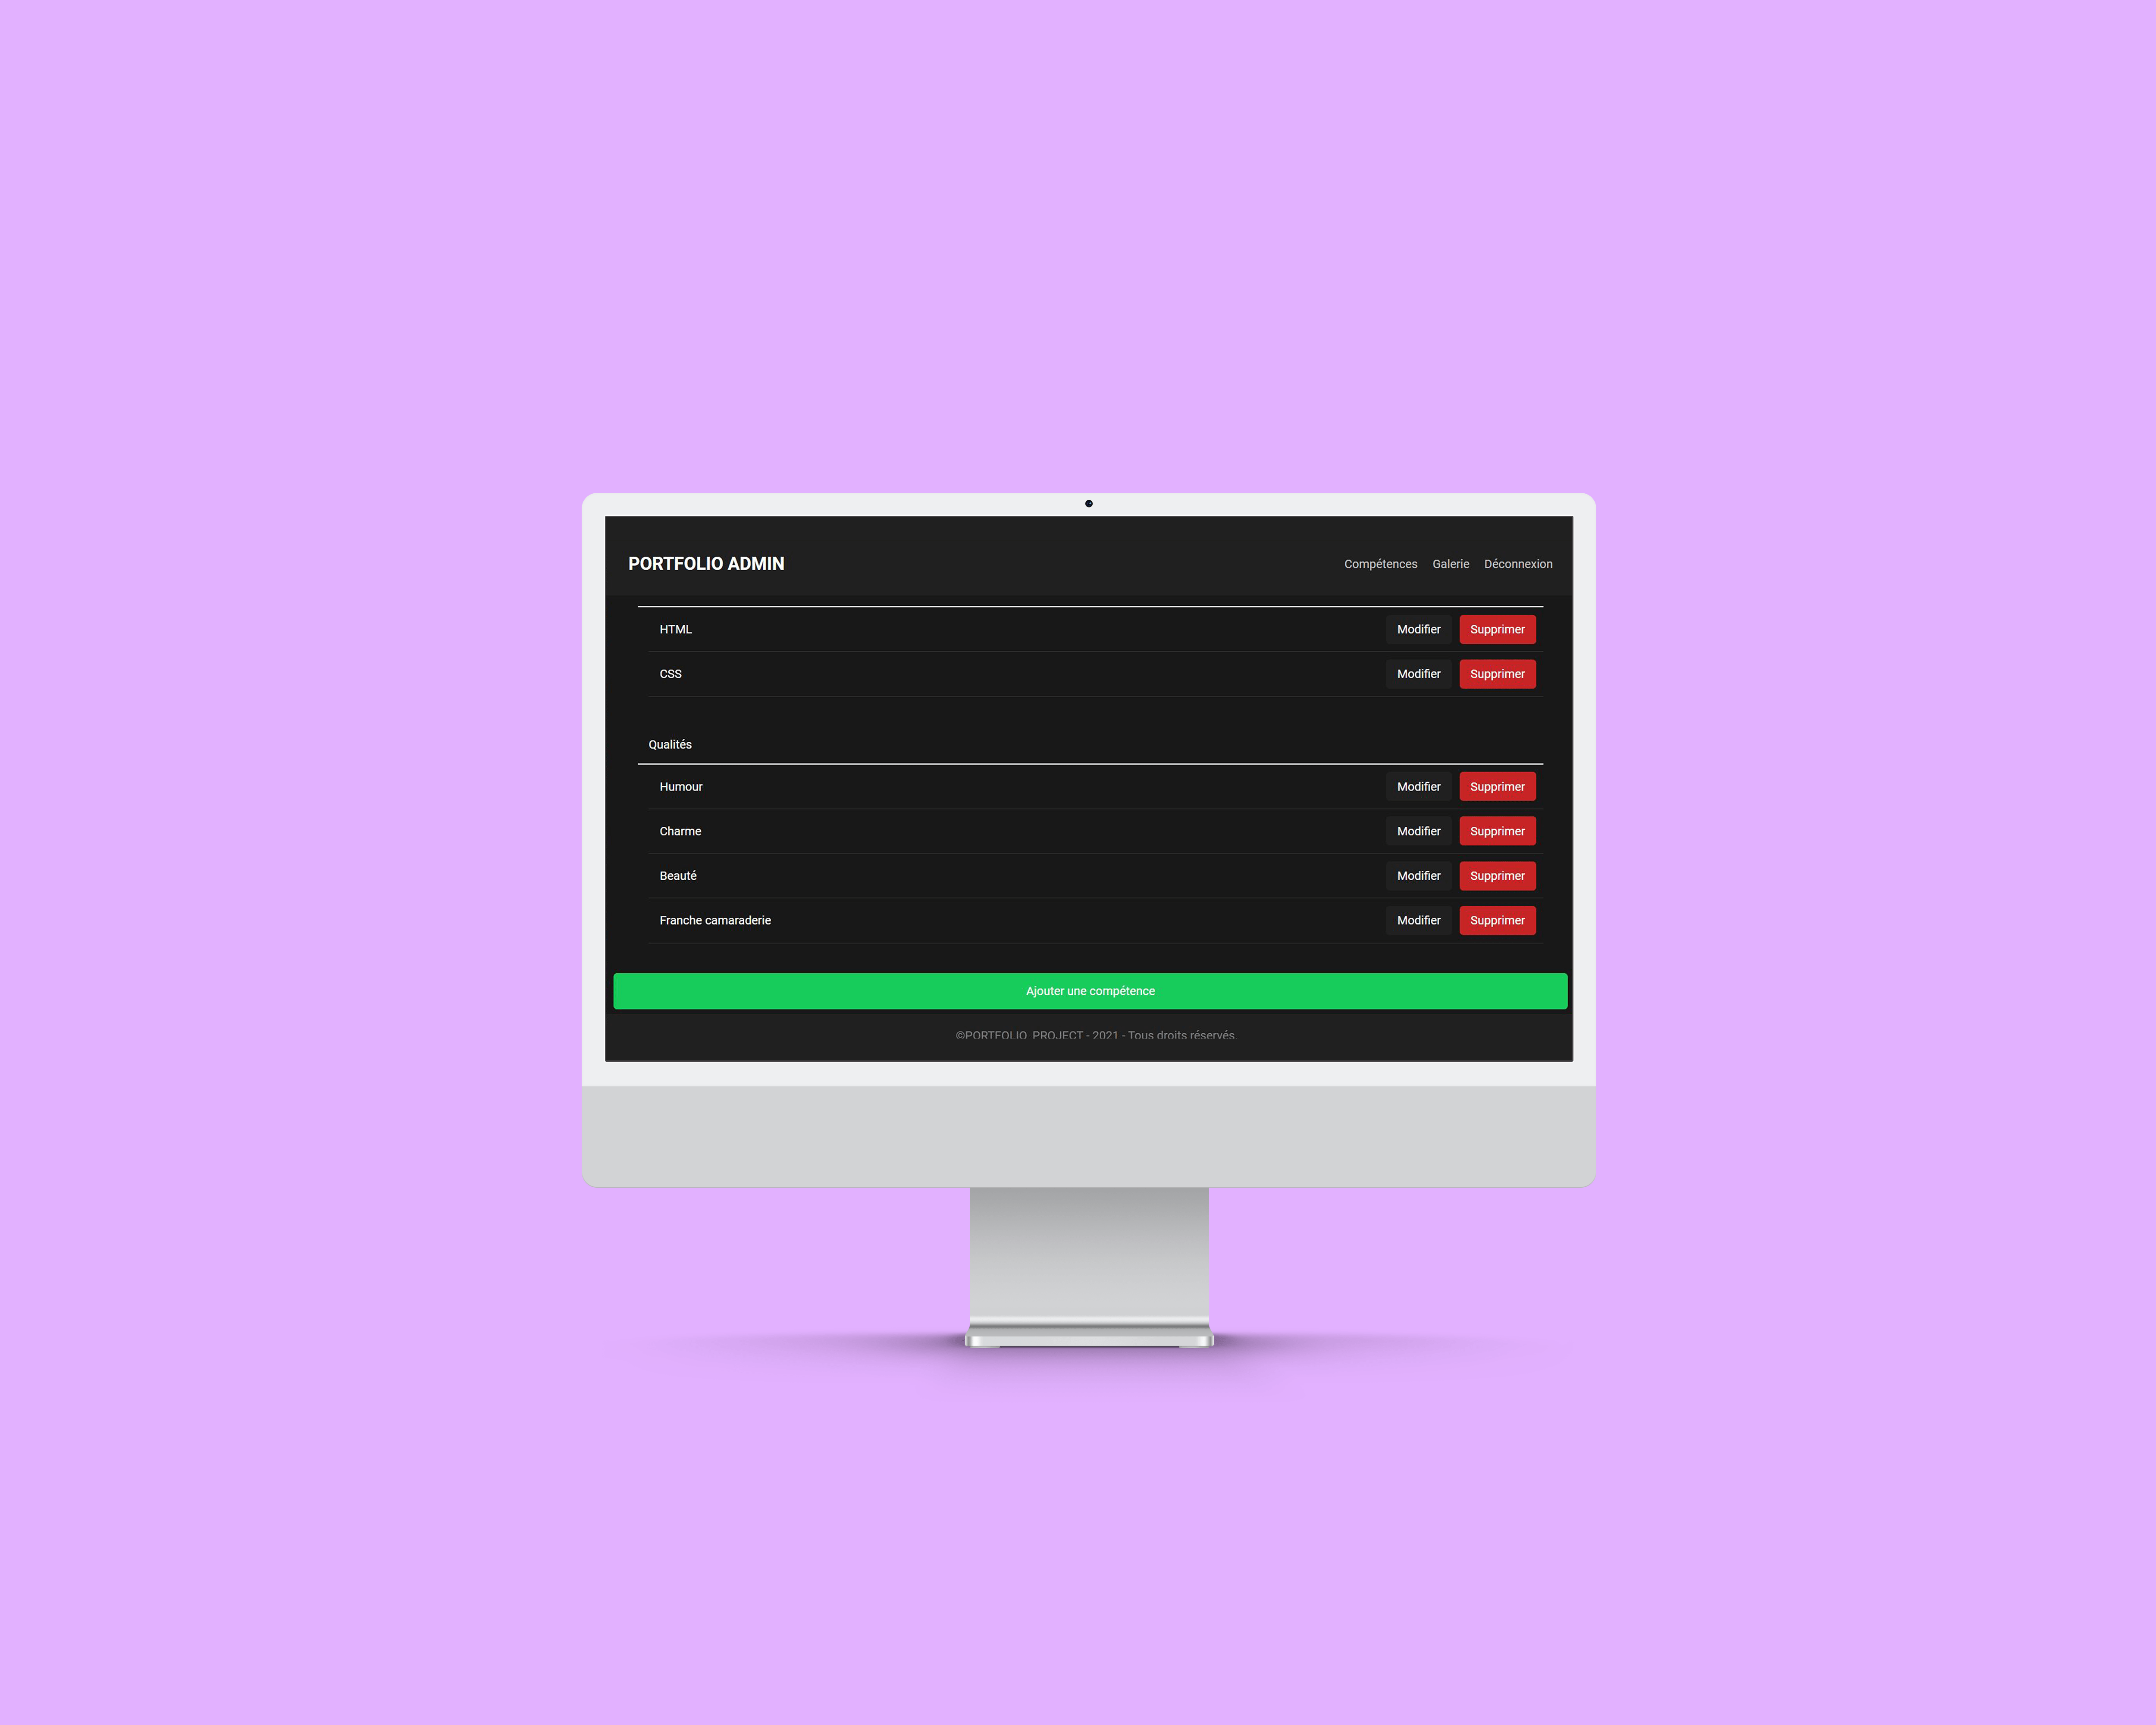 PORTFOLIO ADMIN
Compétences Galerie Déconnexion
HTML Modifier Supprimer
CSS Modifier Supprimer
Qualités
Humour Modifier Supprimer
Charme Modifier Supprimer
Beauté Modifier Supprimer
Franche camaraderie Modifier Supprimer
Ajouter une compétence
©PORTFOLIO_PROJECT - 2021 - Tous droits réservés.